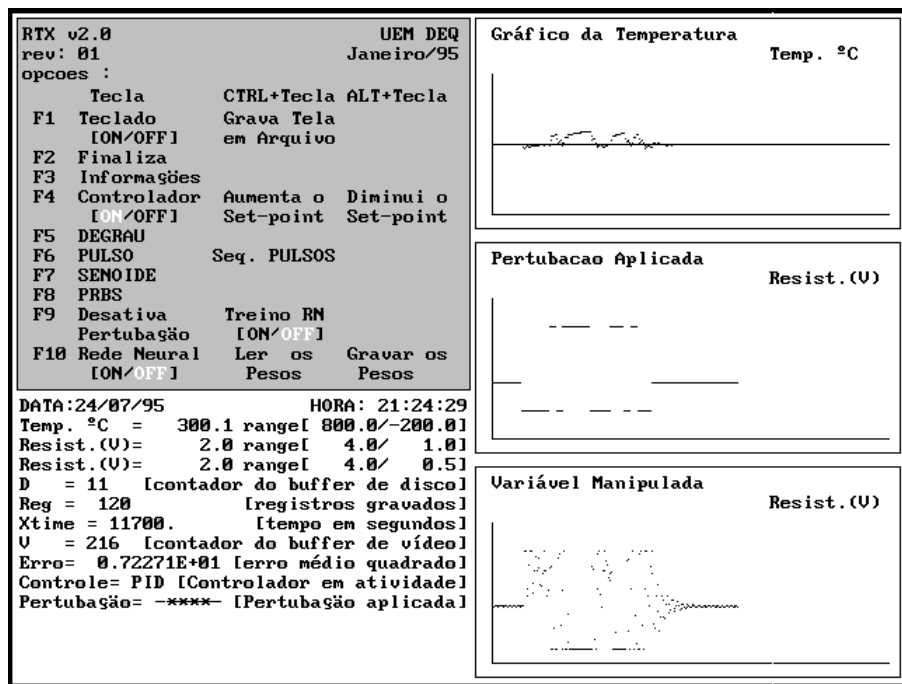 RTX v2.0 UEM DEQ
rev: 01 Janeiro/95
opcoes :
Tecla CTRL+Tecla ALT+Tecla
F1 Teclado Grava Tela
[ON/OFF] em Arquivo
F2 Finaliza
F3 Informações
F4 Controlador Aumenta o Diminui o
[ON/OFF] Set-point Set-point
F5 DEGRAU
F6 PULSO Seq. PULSOS
F7 SENOIDE
F8 PRBS
F9 Desativa Treino RN
Pertubação [ON/OFF]
F10 Rede Neural Ler os Gravar os
[ON/OFF] Pesos Pesos
DATA:24/07/95 HORA: 21:24:29
Temp. ºC = 300.1 range[ 800.0/-200.0]
Resist.(V)= 2.0 range[ 4.0/ 1.0]
Resist.(V)= 2.0 range[ 4.0/ 0.5]
D = 11 [contador do buffer de disco]
Reg = 120 [registros gravados]
Xtime = 11700. [tempo em segundos]
V = 216 [contador do buffer de vídeo]
Erro= 0.72271E+01 [erro médio quadrado]
Controle= PID [Controlador em atividade]
Pertubação= -****- [Pertubação aplicada]
Gráfico da Temperatura
Temp. ºC
Pertubacao Aplicada
Resist.(V)
Variável Manipulada
Resist.(V)